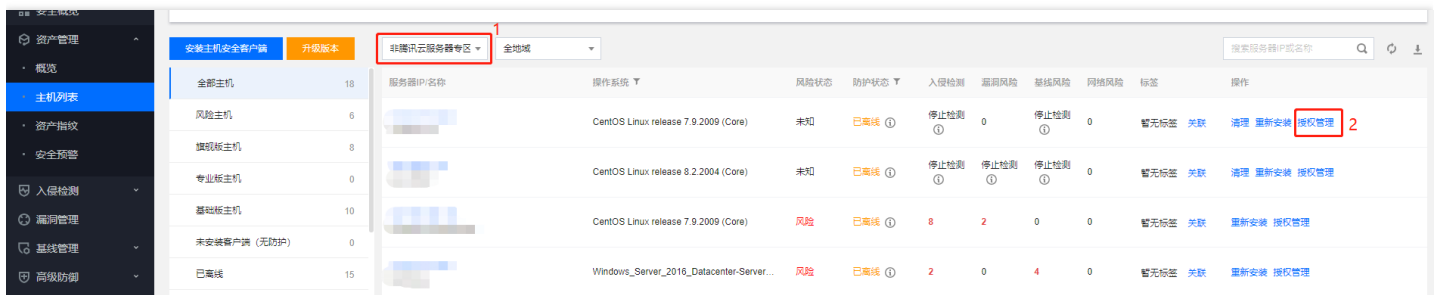 安全概览
资产管理
概览
主机列表
资产指纹
安全预警
入侵检测
漏洞管理
基线管理
高级防御
安装主机安全客户端 升级版本
全部主机 18
风险主机 6
旗舰版主机 8
专业版主机 0
基础版主机 10
未安装客户端（无防护） 0
已离线 15
1
非腾讯云服务器专区 全地域 搜索服务器IP或名称
服务器IP/名称 操作系统 风险状态 防护状态 入侵检测 漏洞风险 基线风险 网络风险 标签 操作
CentOS Linux release 7.9.2009 (Core) 未知 已离线 停止检测 0 停止检测 0 暂无标签 关联 清理 重新安装 授权管理 2
CentOS Linux release 8.2.2004 (Core) 未知 已离线 停止检测 停止检测 停止检测 0 暂无标签 关联 清理 重新安装 授权管理
CentOS Linux release 7.9.2009 (Core) 风险 已离线 8 2 0 0 暂无标签 关联 重新安装 授权管理
Windows_Server_2016_Datacenter-Server... 风险 已离线 2 0 4 0 暂无标签 关联 重新安装 授权管理